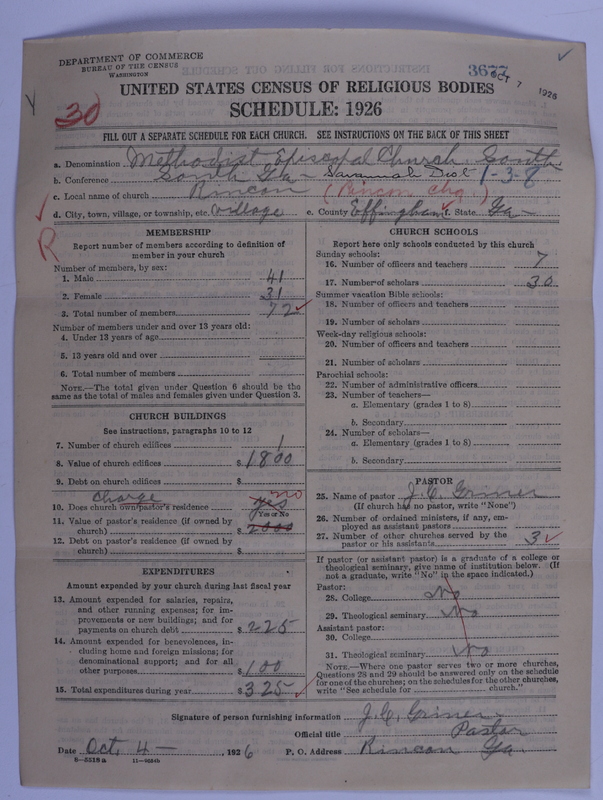 DEPARTMENT OF COMMERCE
BUREAU OF THE CENSUS
WASHINGTON
3677
OCT 7 1926
30
UNITED STATES CENSUS OF RELIGIOUS BODIES
SCHEDULE: 1926
FILL OUT A SEPARATE SCHEDULE FOR EACH CHURCH. SEE INSTRUCTIONS ON THE BACK OF THIS SHEET
a. Denomination Methodist Episcopal Church South
b. Conference South Ga - Savannah Dist 1-3-8
c. Local name of church Rincon (Rincon Chg)
d. City, town, village, or township, etc. Village e. County Effingham f. State Ga -
R
MEMBERSHIP
Report number of members according to definition of
member in your church
Number of members, by sex:
1. Male 41
2. Female 31
3. Total number of members 72
Number of members under and over 13 years old:
4. Under 13 years of age
5. 13 years old and over
6. Total number of members
NOTE.—The total given under Question 6 should be the
same as the total of males and females given under Question 3.
CHURCH BUILDINGS
See instructions, paragraphs 10 to 12
7. Number of church edifices 1
8. Value of church edifices $1800
9. Debt on church edifices $
charge
10. Does church own pastor's residence yes no
Yes or No
11. Value of pastor's residence (if owned by
church) $2000
12. Debt on pastor's residence (if owned by
church) $
EXPENDITURES
Amount expended by your church during last fiscal year
13. Amount expended for salaries, repairs,
and other running expenses; for im-
provements or new buildings; and for
payments on church debt $225
14. Amount expended for benevolences, in-
cluding home and foreign missions; for
denominational support; and for all
other purposes $100
15. Total expenditures during year $325
CHURCH SCHOOLS
Report here only schools conducted by this church
Sunday schools:
16. Number of officers and teachers 7
17. Number of scholars 30
Summer vacation Bible schools:
18. Number of officers and teachers
19. Number of scholars
Week-day religious schools:
20. Number of officers and teachers
21. Number of scholars
Parochial schools:
22. Number of administrative officers
23. Number of teachers—
a. Elementary (grades 1 to 8)
b. Secondary
24. Number of scholars—
a. Elementary (grades 1 to 8)
b. Secondary
PASTOR
25. Name of pastor J. C. Griner
(If church has no pastor, write "None")
26. Number of ordained ministers, if any, em-
ployed as assistant pastors
27. Number of other churches served by the
pastor or his assistants 3
If pastor (or assistant pastor) is a graduate of a college or
theological seminary, give name of institution below. (If
not a graduate, write "No" in the space indicated.)
Pastor:
28. College No
29. Theological seminary No
Assistant pastor:
30. College
31. Theological seminary No
NOTE.—Where one pastor serves two or more churches,
Questions 28 and 29 should be answered only on the schedule
for one of the churches; on the schedules for the other churches,
write "See schedule for church."
Signature of person furnishing information J. C. Griner
Official title Pastor
Date Oct. 4 - 1926 P. O. Address Rincon Ga
8—5518a